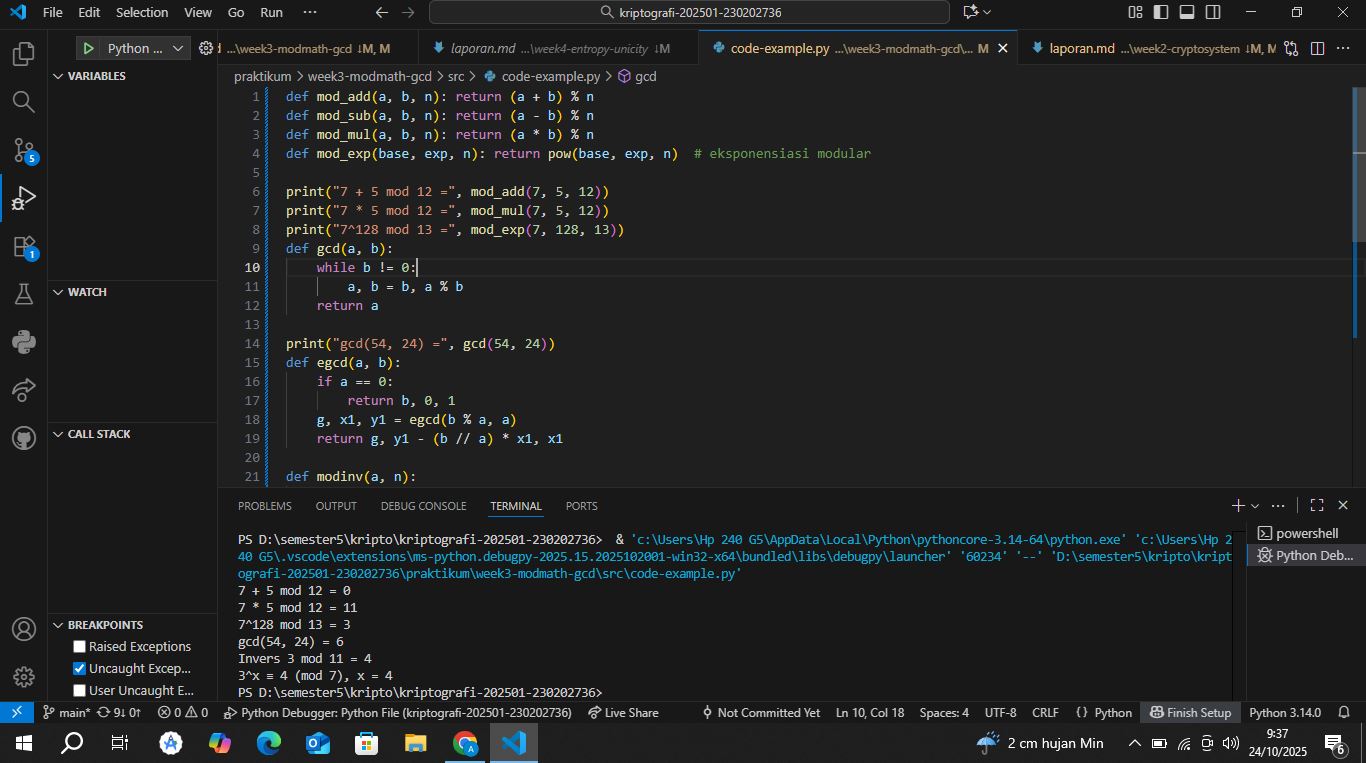 File Edit Selection View Go Run ··· kriptografi-202501-230202736
Python ... d ...\week3-modmath-gcd ↓M, M laporan.md ...\week4-entropy-unicity ↓M code-example.py ...\week3-modmath-gcd\... M laporan.md ...\week2-cryptosystem ↓M, M
praktikum > week3-modmath-gcd > src > code-example.py > gcd
VARIABLES
WATCH
CALL STACK
BREAKPOINTS
Raised Exceptions
Uncaught Excep...
User Uncaught E...
5
1
1 def mod_add(a, b, n): return (a + b) % n
2 def mod_sub(a, b, n): return (a - b) % n
3 def mod_mul(a, b, n): return (a * b) % n
4 def mod_exp(base, exp, n): return pow(base, exp, n)  # eksponensiasi modular
5
6 print("7 + 5 mod 12 =", mod_add(7, 5, 12))
7 print("7 * 5 mod 12 =", mod_mul(7, 5, 12))
8 print("7^128 mod 13 =", mod_exp(7, 128, 13))
9 def gcd(a, b):
10     while b != 0:
11         a, b = b, a % b
12     return a
13
14 print("gcd(54, 24) =", gcd(54, 24))
15 def egcd(a, b):
16     if a == 0:
17         return b, 0, 1
18     g, x1, y1 = egcd(b % a, a)
19     return g, y1 - (b // a) * x1, x1
20
21 def modinv(a, n):
PROBLEMS OUTPUT DEBUG CONSOLE TERMINAL PORTS
PS D:\semester5\kripto\kriptografi-202501-230202736>  & 'c:\Users\Hp 240 G5\AppData\Local\Python\pythoncore-3.14-64\python.exe' 'c:\Users\Hp 2
40 G5\.vscode\extensions\ms-python.debugpy-2025.15.2025102001-win32-x64\bundled\libs\debugpy\launcher' '60234' '--' 'D:\semester5\kripto\kript
ografi-202501-230202736\praktikum\week3-modmath-gcd\src\code-example.py'
7 + 5 mod 12 = 0
7 * 5 mod 12 = 11
7^128 mod 13 = 3
gcd(54, 24) = 6
Invers 3 mod 11 = 4
3^x ≡ 4 (mod 7), x = 4
PS D:\semester5\kripto\kriptografi-202501-230202736>
powershell
Python Deb...
main* 9↓ 0↑ 0 0 Python Debugger: Python File (kriptografi-202501-230202736) Live Share Not Committed Yet Ln 10, Col 18 Spaces: 4 UTF-8 CRLF {} Python Finish Setup Python 3.14.0
2 cm hujan Min 9:37
24/10/2025 6